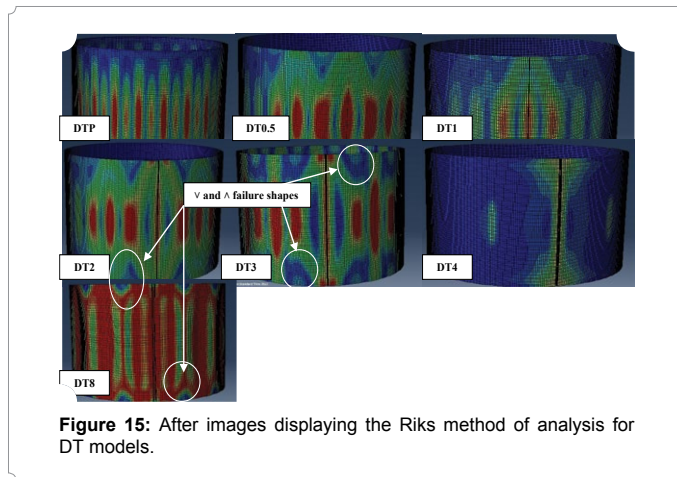 DTP
DT0.5
DT1
V and Λ failure shapes
DT2
DT3
DT4
DT8
Figure 15: After images displaying the Riks method of analysis for
DT models.